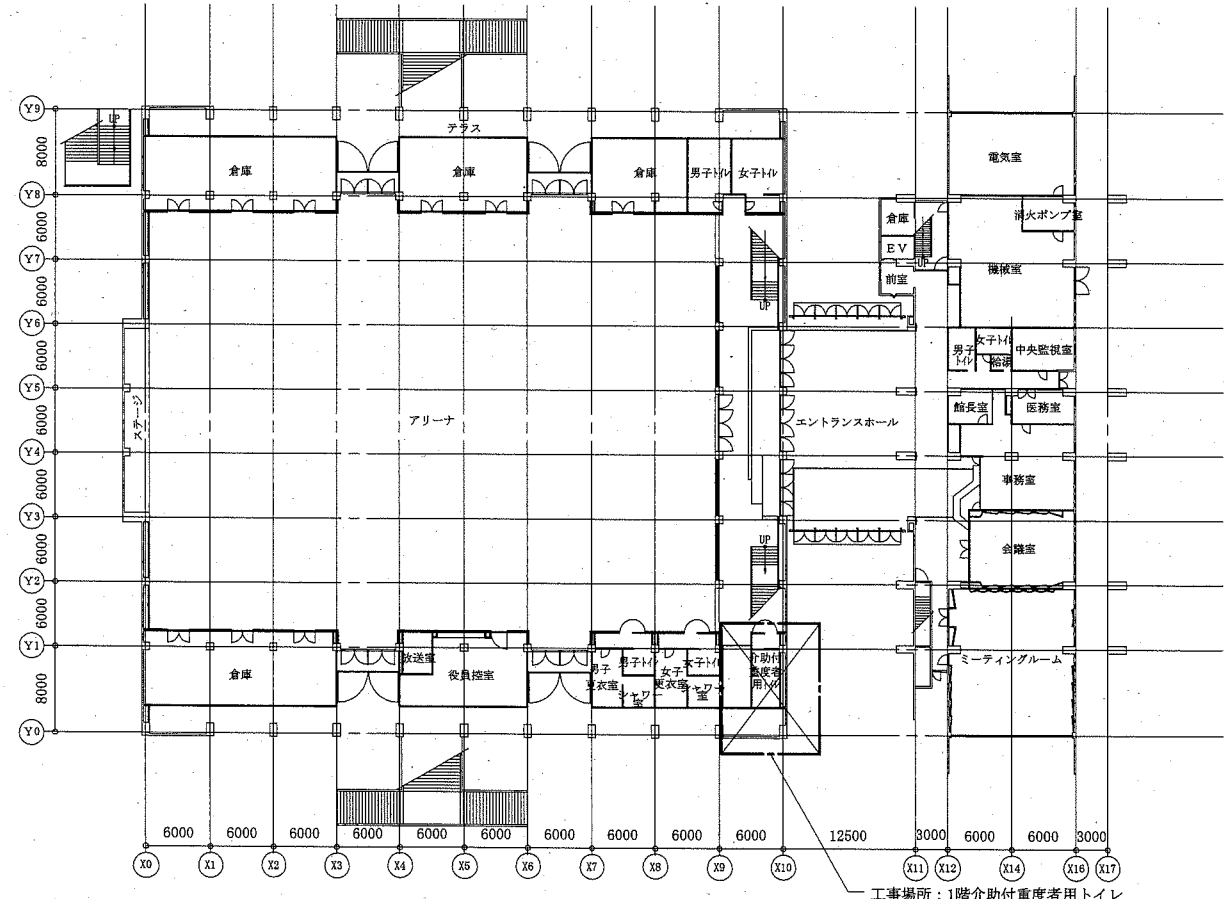 Y9
UP
テラス
8000
倉庫
倉庫
倉庫
男子トイレ
女子トイレ
電気室
Y8
倉庫
消火ポンプ室
6000
EV
UP
Y7
前室
機械室
UP
6000
Y6
6000
男子
トイレ
女子トイレ
給湯
中央監視室
Y5
ステージ
アリーナ
エントランスホール
館長室
医務室
6000
Y4
6000
事務室
Y3
6000
UP
会議室
Y2
6000
Y1
放送室
役員控室
倉庫
男子
更衣室
男子トイレ
シャワー
室
女子
更衣室
女子トイレ
シャワー
室
介助付
重度者
用トイレ
ミーティングルーム
8000
Y0
6000
6000
6000
6000
6000
6000
6000
6000
6000
6000
12500
3000
6000
6000
3000
X0
X1
X2
X3
X4
X5
X6
X7
X8
X9
X10
X11
X12
X14
X16
X17
工事場所：1階介助付重度者用トイレ